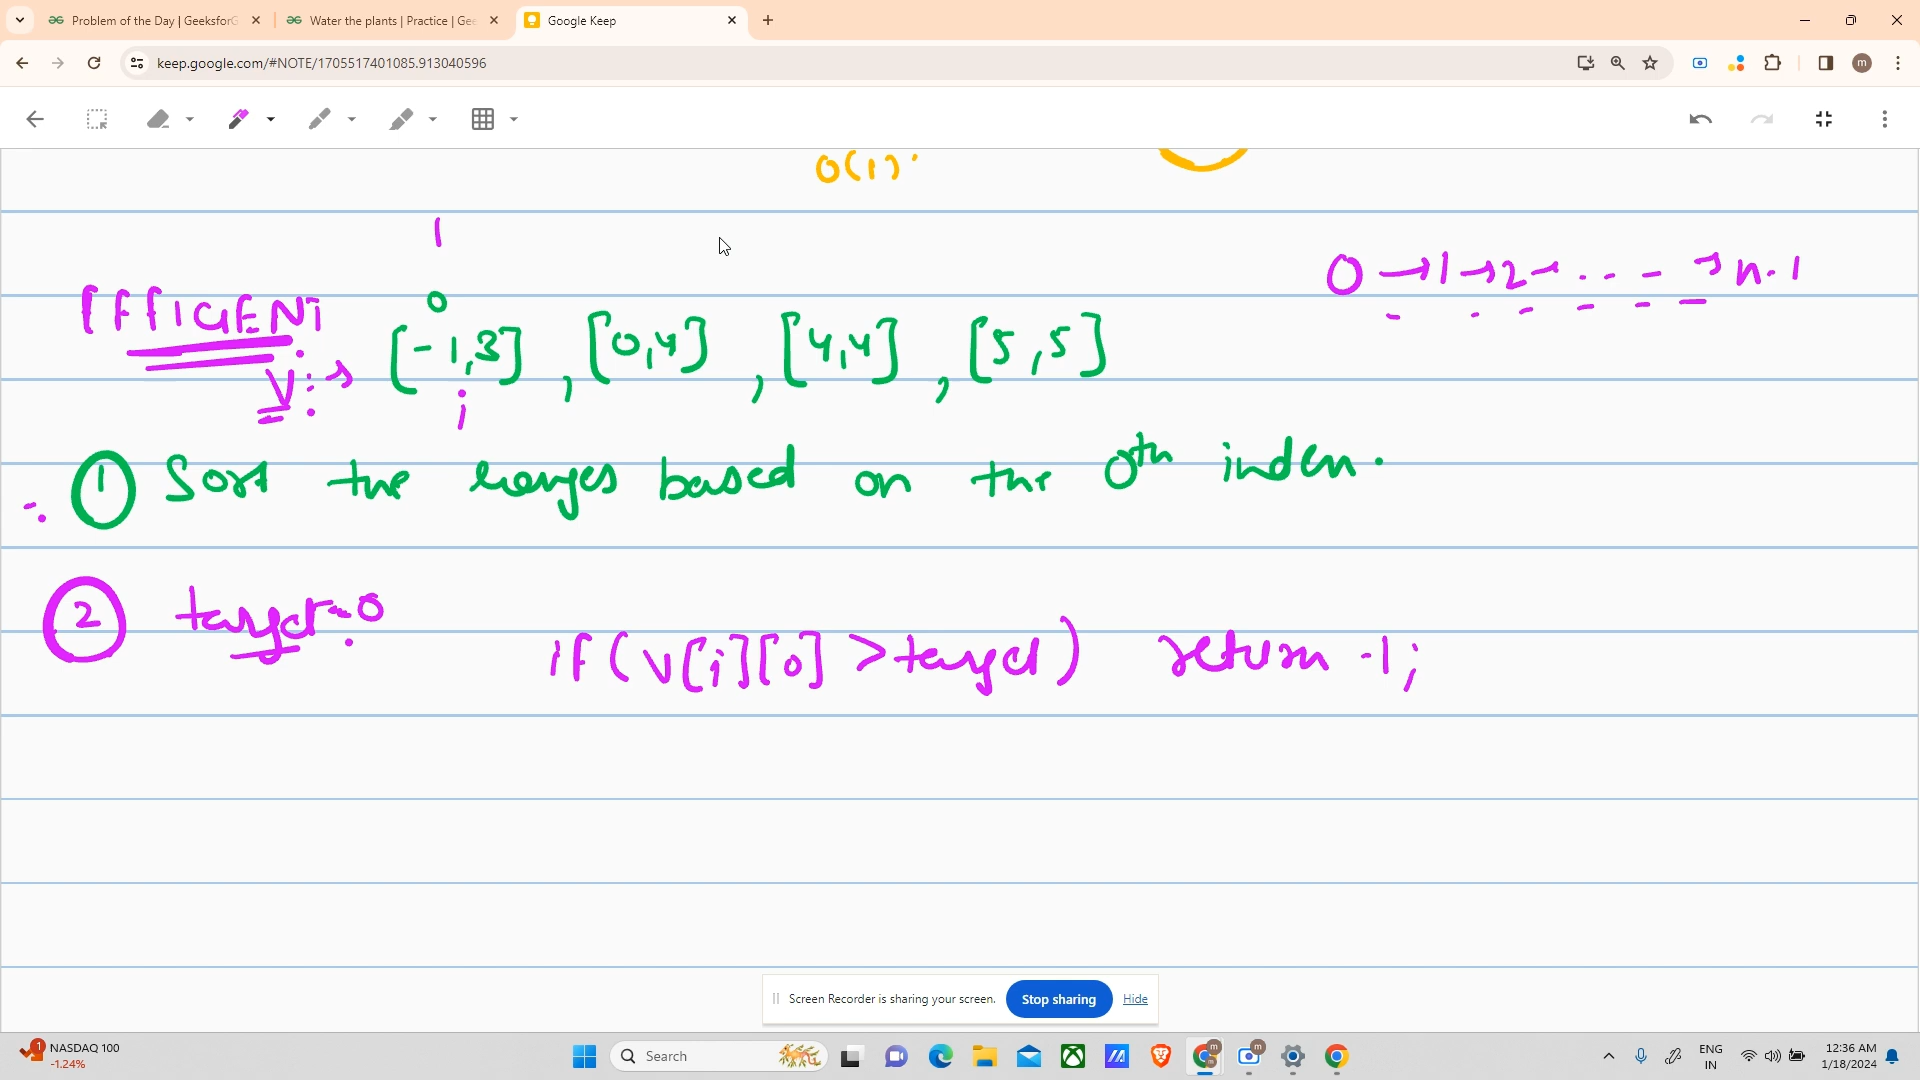 Problem of the Day | GeeksforG
Water the plants | Practice | Gee
Google Keep
keep.google.com/#NOTE/1705517401085.913040596
m
O(1)
1
0 → 1 → 2 → . . . - → n-1
EFFICIENT
0
V: → [-1,3] , [0,4] , [4,4] , [5,5]
i
1 Sort the ranges based on the 0th index.
2 target = 0
if (v[i][0] > target) return -1;
Screen Recorder is sharing your screen. Stop sharing Hide
1 NASDAQ 100
-1.24%
Search
ENG
IN
12:36 AM
1/18/2024